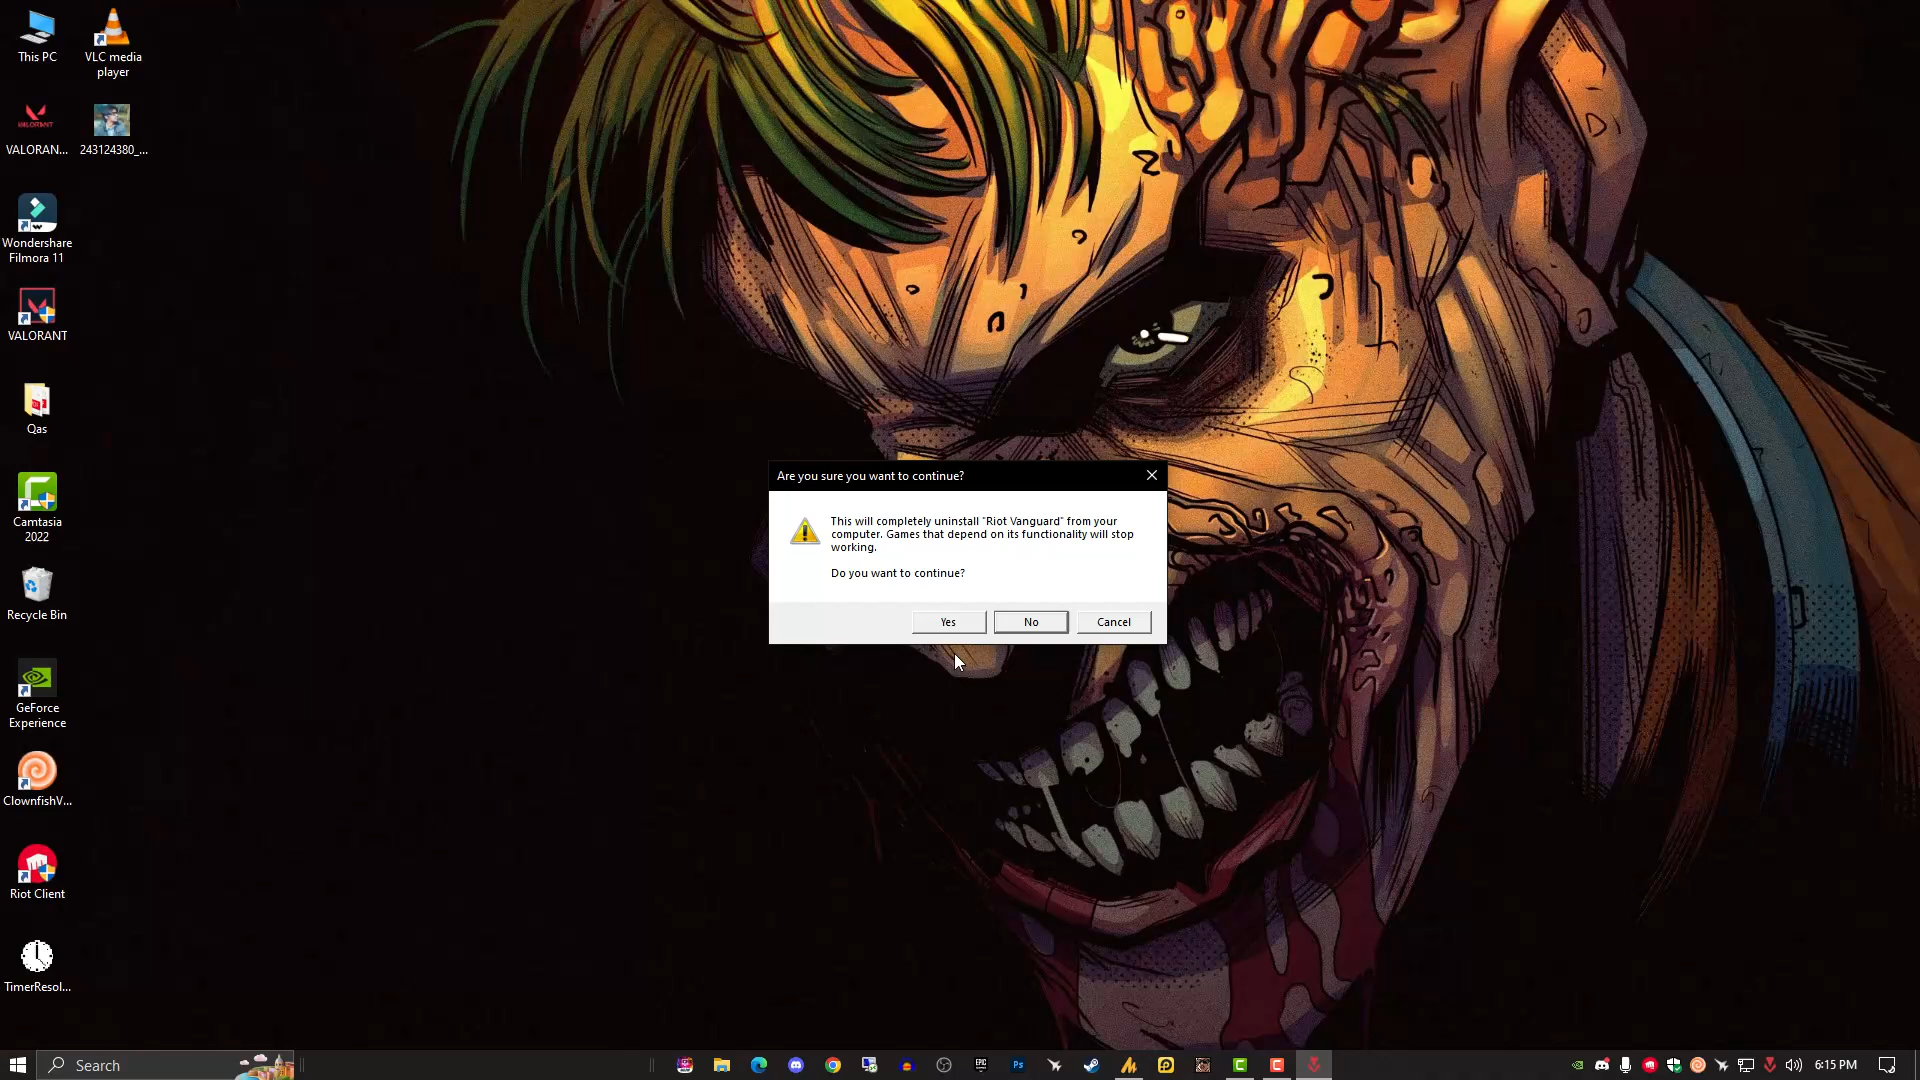 This PC
VLC media
player
VALORANT
VALORAN...
243124380_...
Wondershare
Filmora 11
VALORANT
Qas
Camtasia
2022
Recycle Bin
GeForce
Experience
ClownfishV...
Riot Client
TimerResol...
Are you sure you want to continue?
This will completely uninstall "Riot Vanguard" from your
computer. Games that depend on its functionality will stop
working.
Do you want to continue?
Yes
No
Cancel
Search
EPIC
Ps
6:15 PM